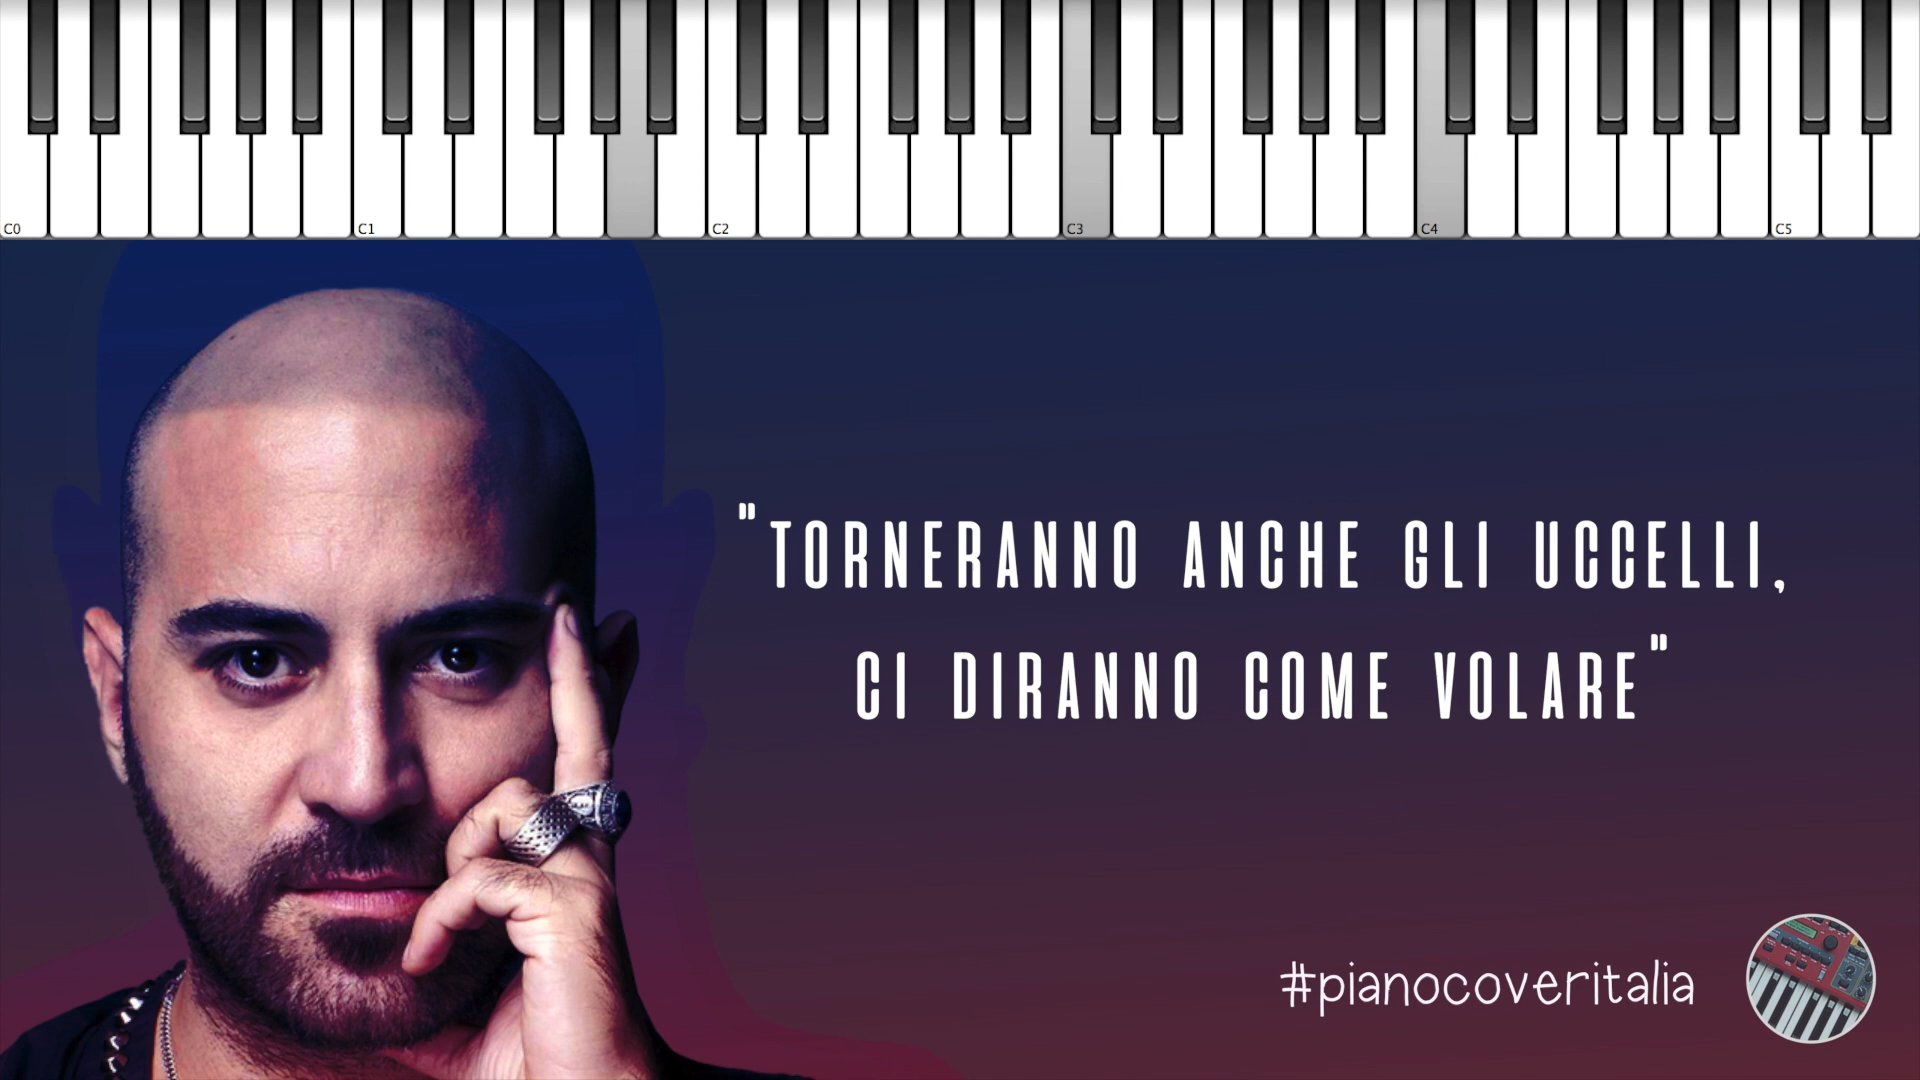 C0 C1 C2 C3 C4 C5
"TORNERANNO ANCHE GLI UCCELLI,
CI DIRANNO COME VOLARE"
#pianocoveritalia